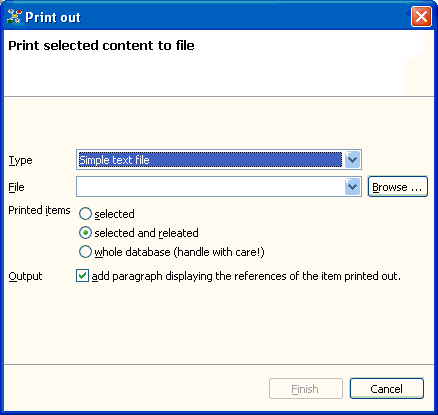 Print out
Print selected content to file
Type Simple text file
File Browse ...
Printed items selected
selected and releated
whole database (handle with care!)
Output add paragraph displaying the references of the item printed out.
Finish Cancel